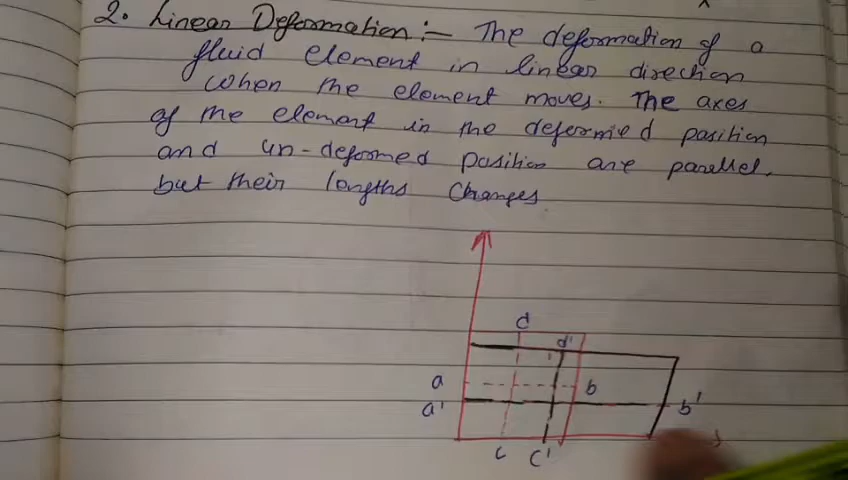 2. Linear Deformation :- The deformation of a
fluid element in linear direction
when the element moves. The axes
of the element in the deformed position
and un-deformed position are parallel,
but their lengths changes
d
d'
a
b
a'
b'
c
c'